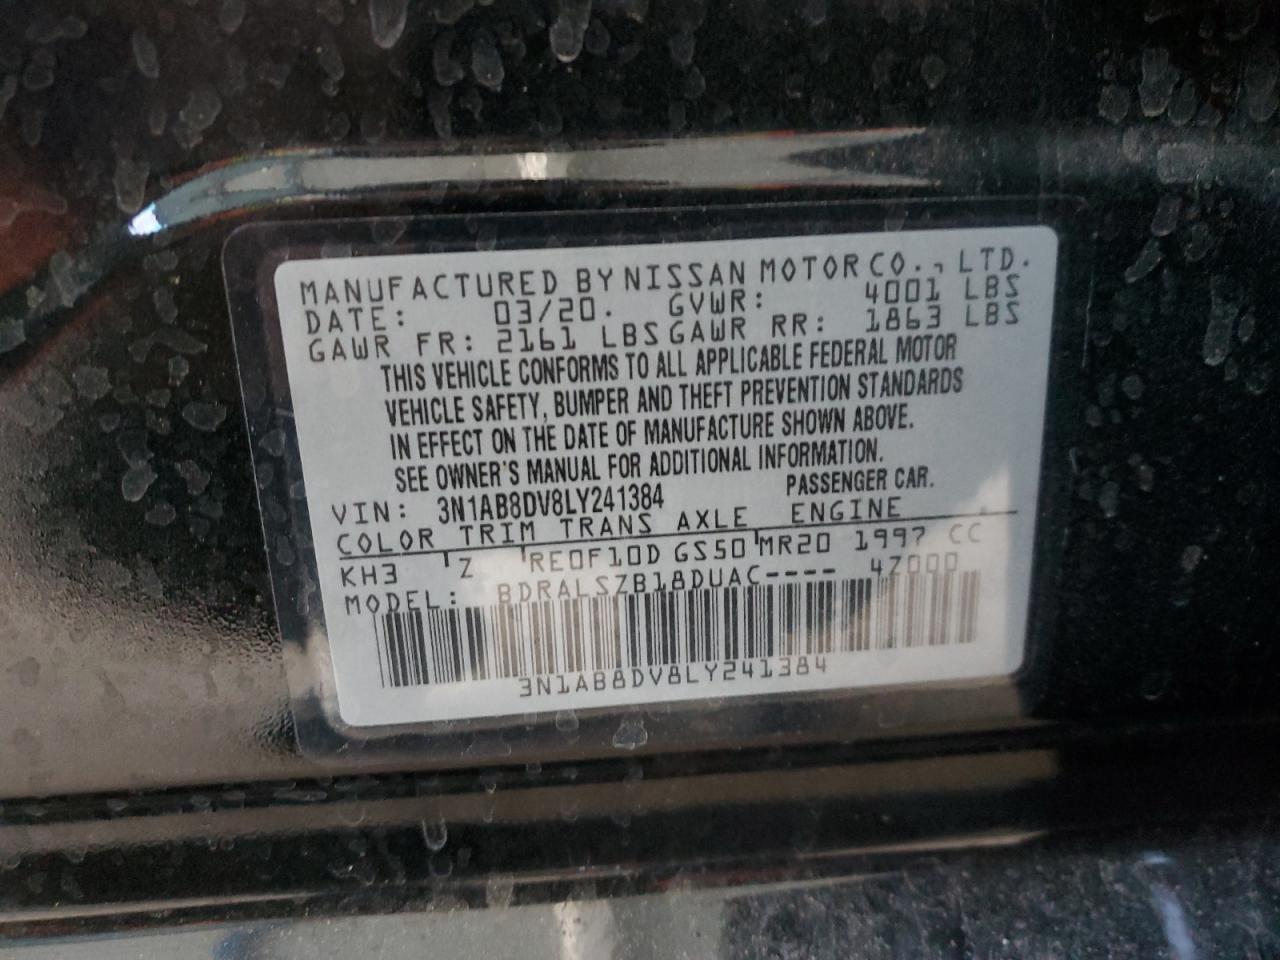 MANUFACTURED BY NISSAN MOTOR CO., LTD.
DATE: 03/20. GVWR: 4001 LBS
GAWR FR: 2161 LBS GAWR RR: 1863 LBS
THIS VEHICLE CONFORMS TO ALL APPLICABLE FEDERAL MOTOR
VEHICLE SAFETY, BUMPER AND THEFT PREVENTION STANDARDS
IN EFFECT ON THE DATE OF MANUFACTURE SHOWN ABOVE.
SEE OWNER'S MANUAL FOR ADDITIONAL INFORMATION.
VIN: 3N1AB8DV8LY241384 PASSENGER CAR.
COLOR TRIM TRANS AXLE ENGINE
KH3 Z RE0F10D GS50 MR20 1997 CC
MODEL: BDRALSZB18DUAC---- 47000
3N1AB8DV8LY241384